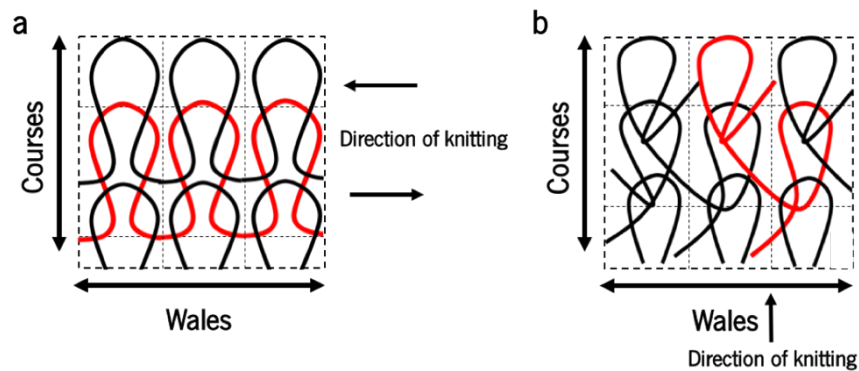 a
Courses
Direction of knitting
Wales
b
Courses
Wales
Direction of knitting